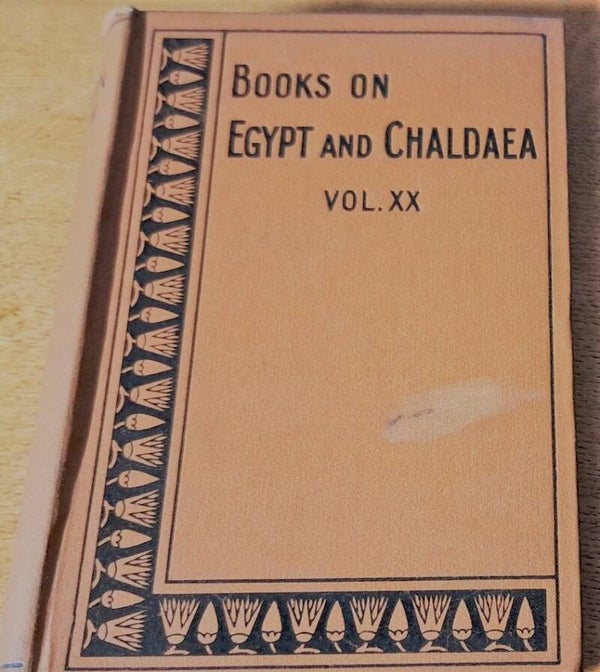 BOOKS ON
EGYPT AND CHALDAEA
VOL. XX